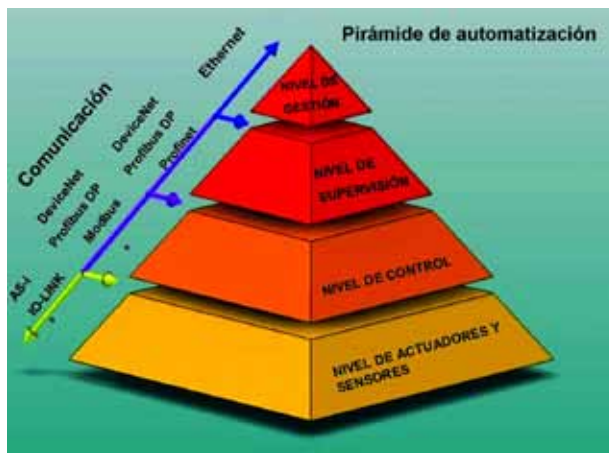 Pirámide de automatización
Comunicación
Ethernet
DeviceNet
Profibus DP
Profinet
DeviceNet
Profibus DP
Modbus
AS-i
IO-LINK
NIVEL DE
GESTIÓN
NIVEL DE
SUPERVISIÓN
NIVEL DE CONTROL
NIVEL DE ACTUADORES Y
SENSORES